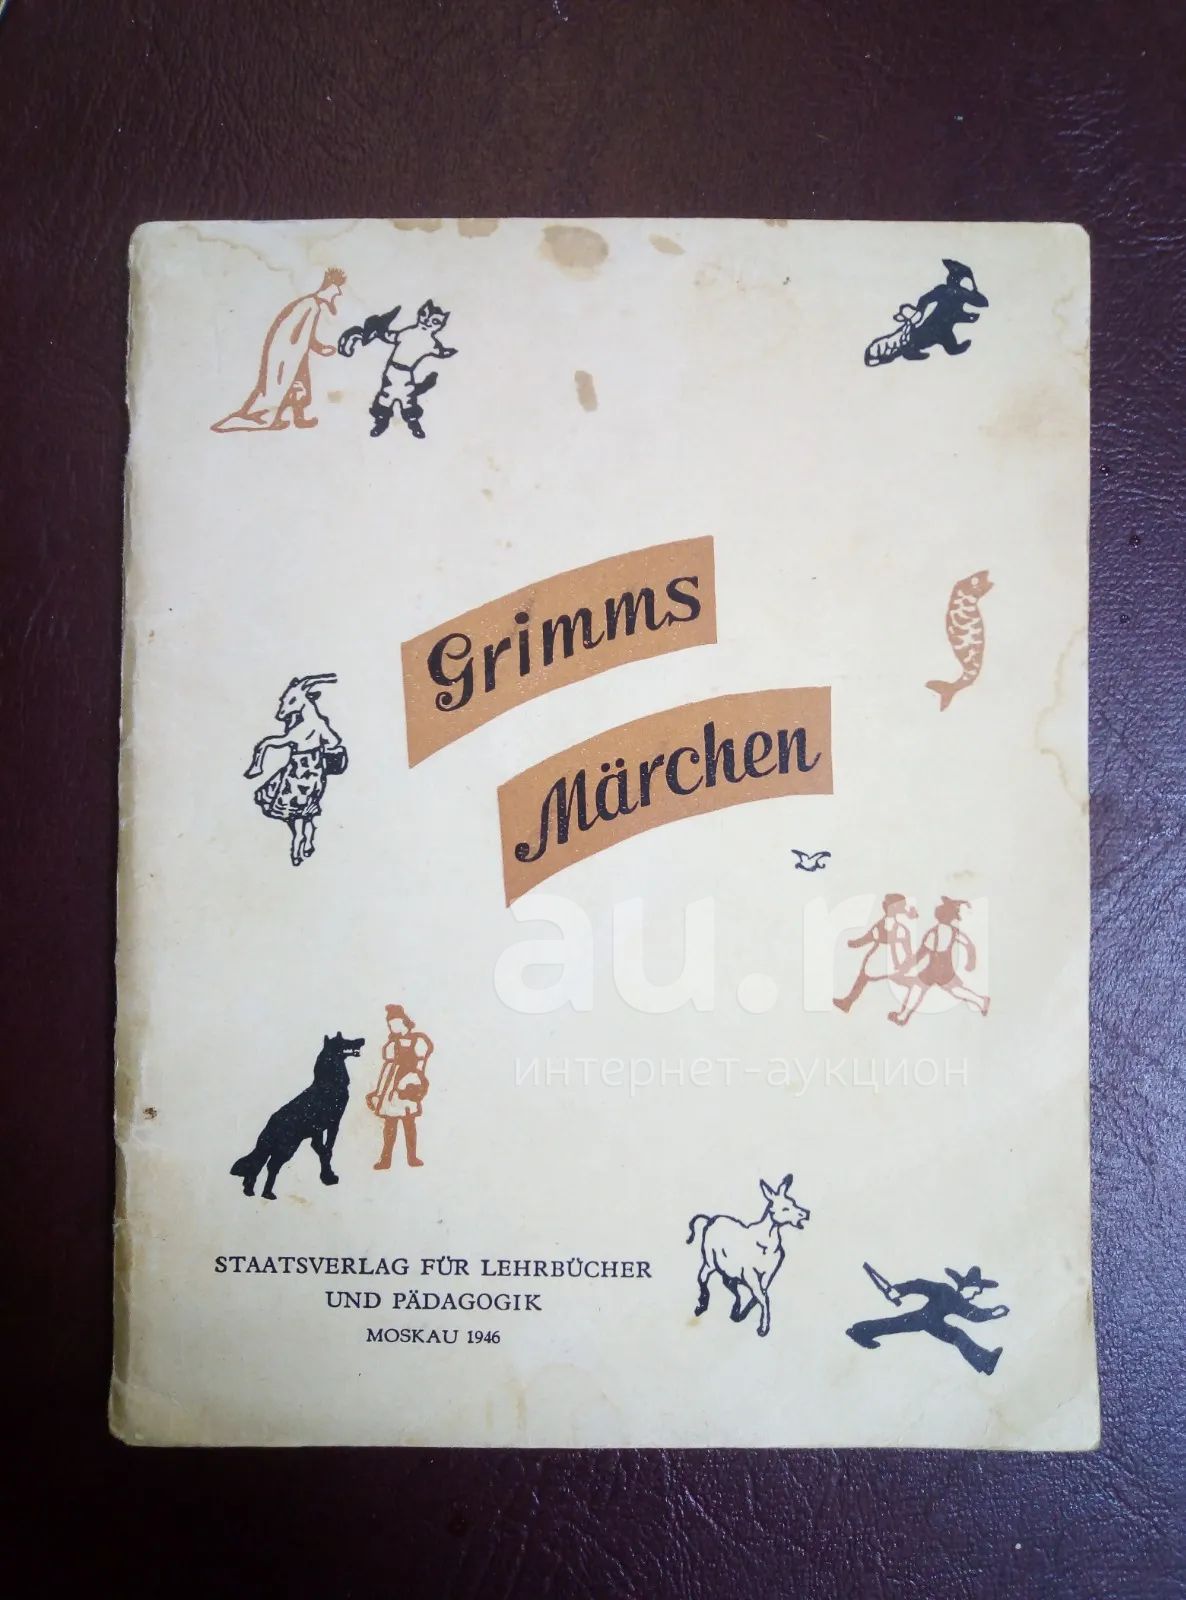 Grimms
Märchen
au.ru
интернет-аукцион
STAATSVERLAG FÜR LEHRBÜCHER
UND PÄDAGOGIK
MOSKAU 1946